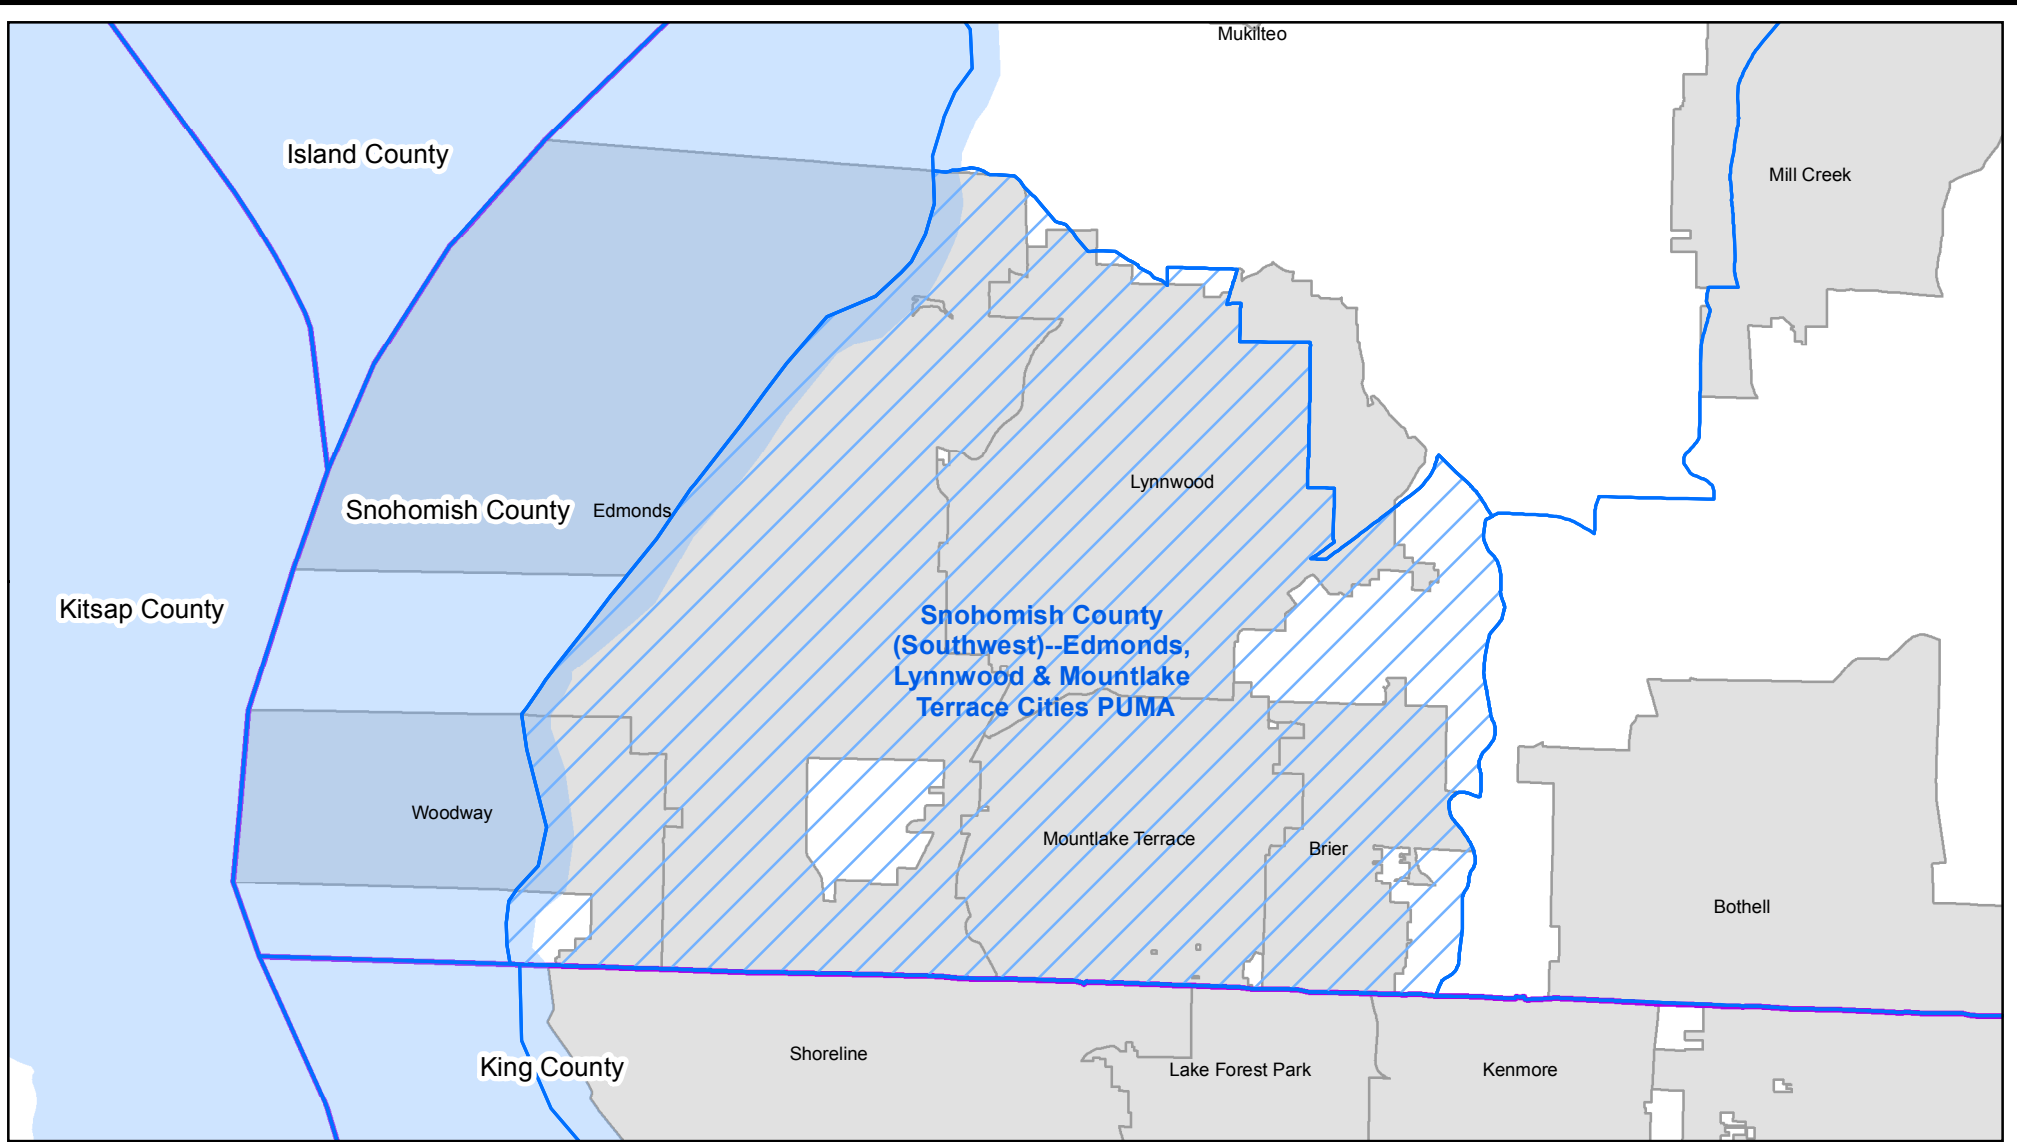 Mukilteo
Island County
Mill Creek
Lynnwood
Snohomish County
Edmonds
Kitsap County
Snohomish County
(Southwest)--Edmonds,
Lynnwood & Mountlake
Terrace Cities PUMA
Woodway
Mountlake Terrace
Brier
Bothell
Shoreline
King County
Lake Forest Park
Kenmore